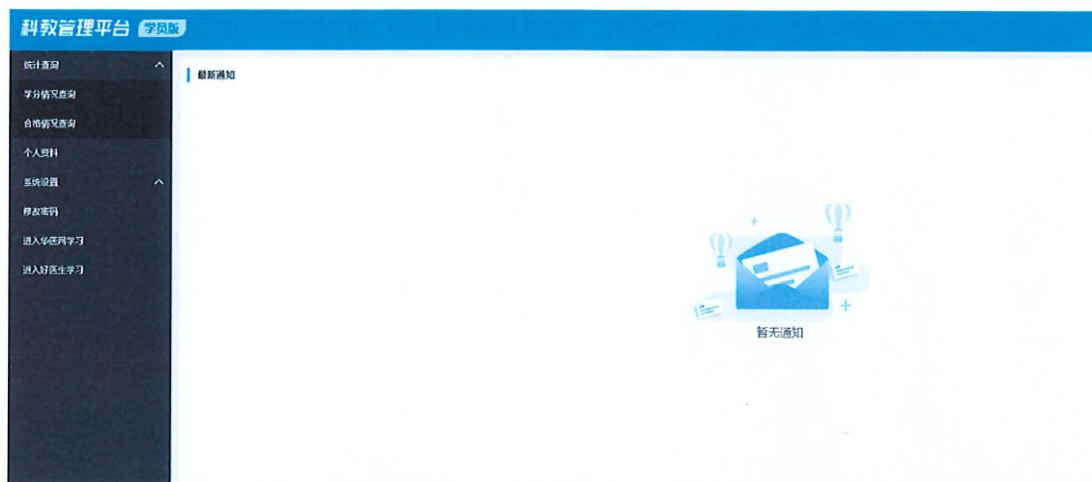 科教管理平台 学员版
统计查询
学分情况查询
合格情况查询
个人资料
系统设置
修改密码
进入华医网学习
进入好医生学习
最新通知
暂无通知